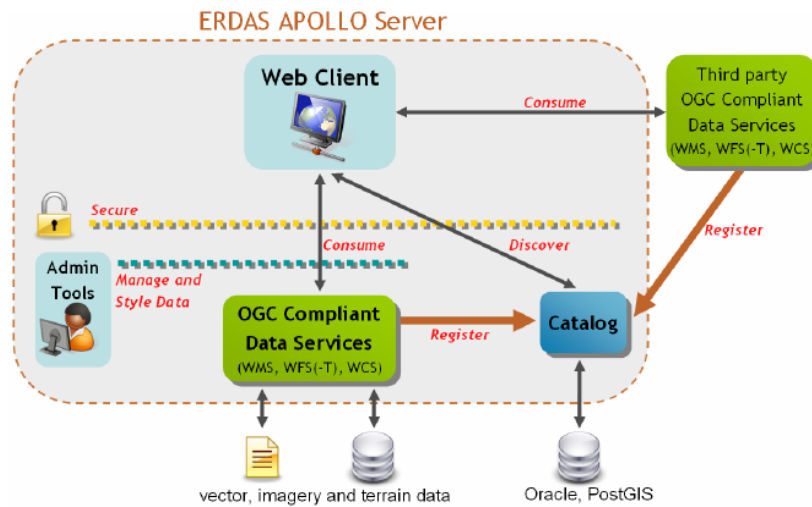 ERDAS APOLLO Server
Web Client
Consume
Third party
OGC Compliant
Data Services
(WMS, WFS(-T), WCS)
Secure
Consume
Discover
Register
Admin
Tools
Manage and
Style Data
OGC Compliant
Data Services
(WMS, WFS(-T), WCS)
Register
Catalog
vector, imagery and terrain data
Oracle, PostGIS